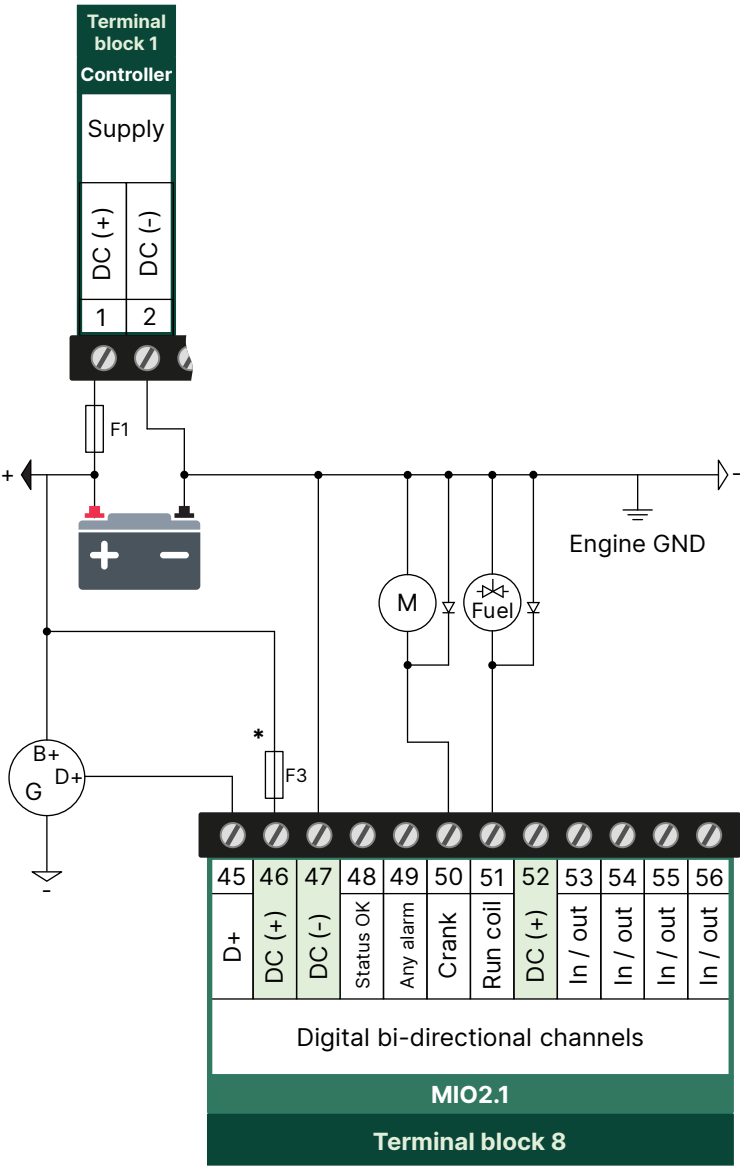 Terminal
block 1
Controller
Supply
DC (+)
DC (-)
1
2
F1
+
-
+ −
Engine GND
M
Fuel
*
B+
D+
G
F3
-
45 46 47 48 49 50 51 52 53 54 55 56
D+
DC (+)
DC (-)
Status OK
Any alarm
Crank
Run coil
DC (+)
In / out
In / out
In / out
In / out
Digital bi-directional channels
MIO2.1
Terminal block 8